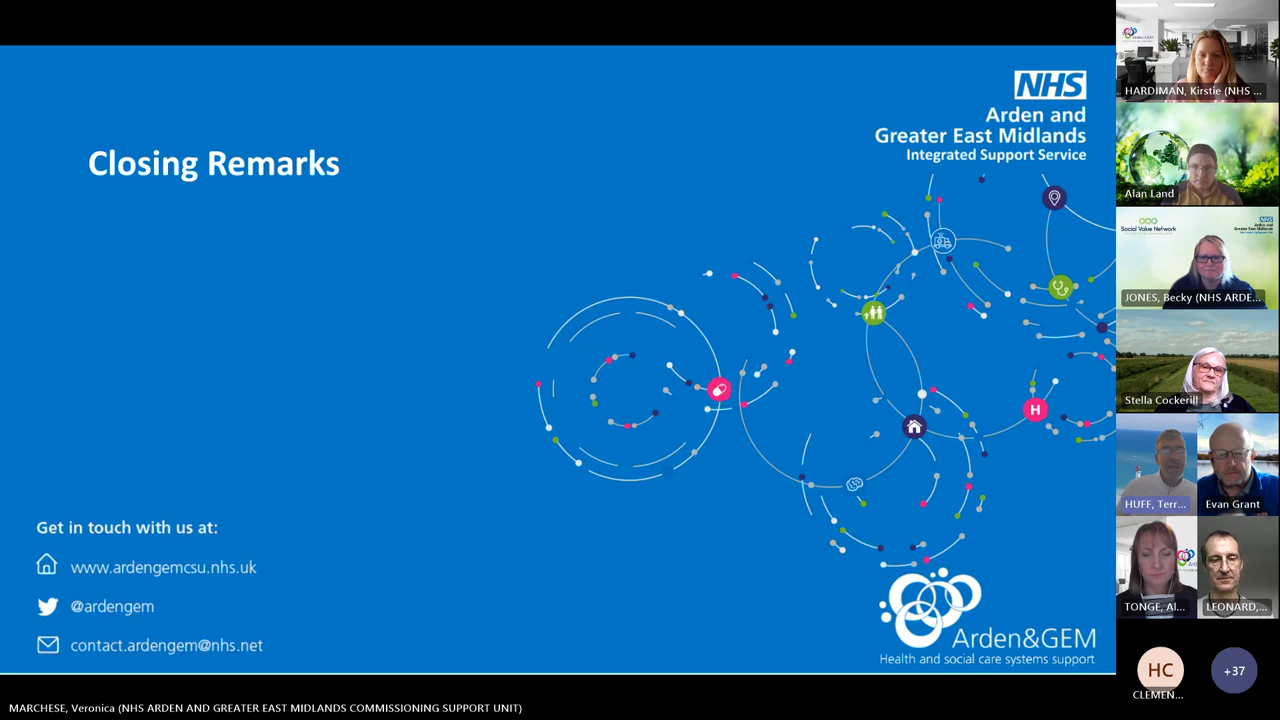 Closing Remarks
NHS
Arden and
Greater East Midlands
Integrated Support Service
H
Get in touch with us at:
www.ardengemcsu.nhs.uk
@ardengem
contact.ardengem@nhs.net
Arden&GEM
Health and social care systems support
MARCHESE, Veronica (NHS ARDEN AND GREATER EAST MIDLANDS COMMISSIONING SUPPORT UNIT)
HARDIMAN, Kirstie (NHS ...
Alan Land
Social Value Network
NHS
Arden and
JONES, Becky (NHS ARDE...
Stella Cockerill
HUFF, Terr...
Evan Grant
TONGE, Al...
LEONARD,...
HC
CLEMEN...
+37